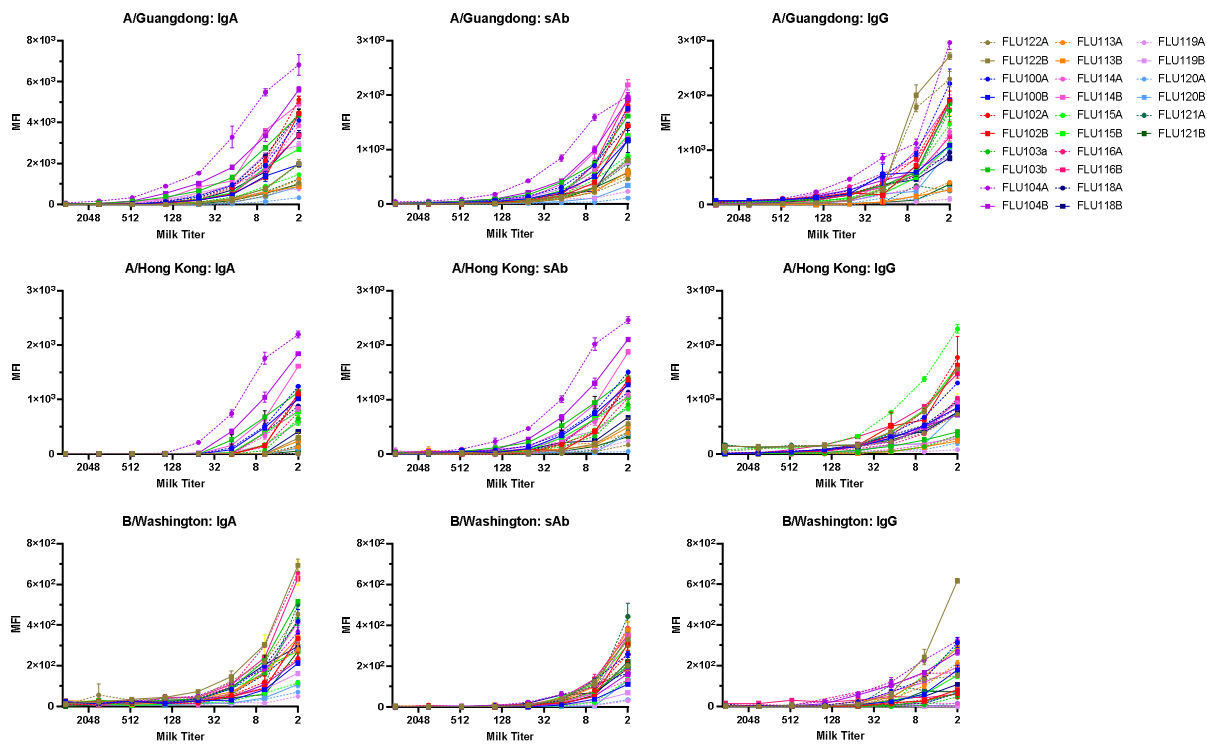 A/Guangdong: IgA
A/Guangdong: sAb
A/Guangdong: IgG
8×10³
6×10³
4×10³
2×10³
0
MFI
2048 512 128 32 8 2
Milk Titer
3×10³
2×10³
1×10³
0
MFI
2048 512 128 32 8 2
Milk Titer
3×10³
2×10³
1×10³
0
MFI
2048 512 128 32 8 2
Milk Titer
FLU122A FLU113A FLU119A
FLU122B FLU113B FLU119B
FLU100A FLU114A FLU120A
FLU100B FLU114B FLU120B
FLU102A FLU115A FLU121A
FLU102B FLU115B FLU121B
FLU103a FLU116A
FLU103b FLU116B
FLU104A FLU118A
FLU104B FLU118B
A/Hong Kong: IgA
A/Hong Kong: sAb
A/Hong Kong: IgG
3×10³
2×10³
1×10³
0
MFI
2048 512 128 32 8 2
Milk Titer
3×10³
2×10³
1×10³
0
MFI
2048 512 128 32 8 2
Milk Titer
3×10³
2×10³
1×10³
0
MFI
2048 512 128 32 8 2
Milk Titer
B/Washington: IgA
B/Washington: sAb
B/Washington: IgG
8×10²
6×10²
4×10²
2×10²
0
MFI
2048 512 128 32 8 2
Milk Titer
8×10²
6×10²
4×10²
2×10²
0
MFI
2048 512 128 32 8 2
Milk Titer
8×10²
6×10²
4×10²
2×10²
0
MFI
2048 512 128 32 8 2
Milk Titer